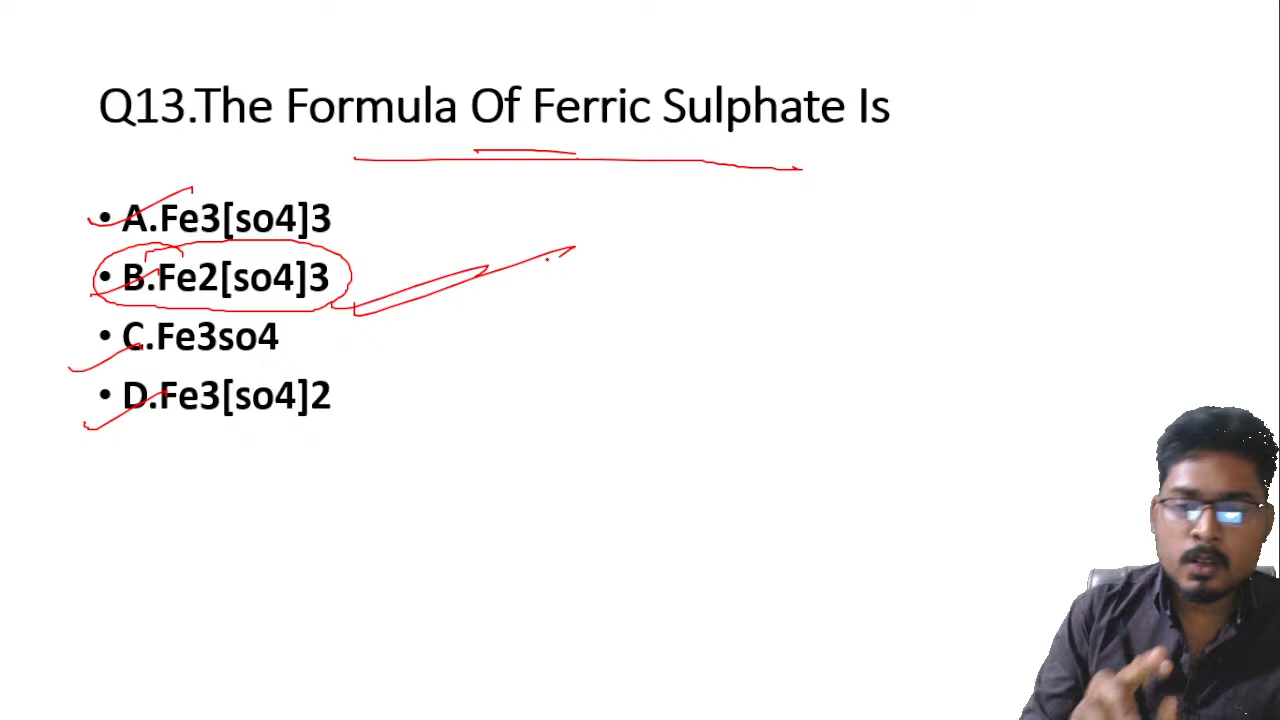 Q13.The Formula Of Ferric Sulphate Is
• A.Fe3[so4]3
• B.Fe2[so4]3
• C.Fe3so4
• D.Fe3[so4]2